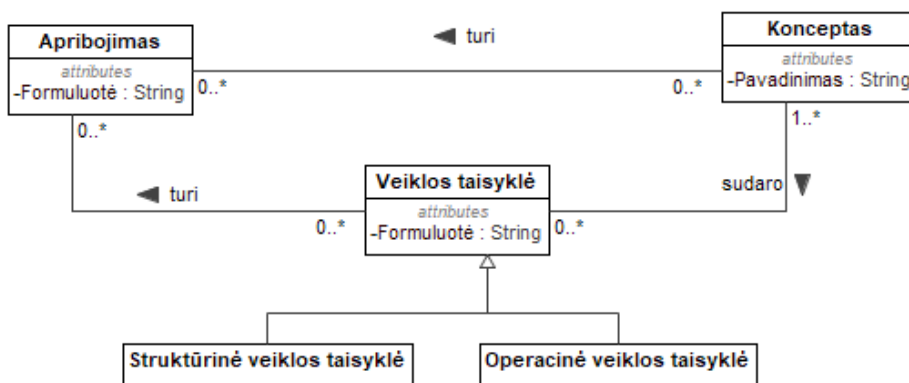 Apribojimas
attributes
-Formuluotė : String
◄ turi
0..*
0..*
Konceptas
attributes
-Pavadinimas : String
0..*
1..*
◄ turi
sudaro ▼
Veiklos taisyklė
attributes
-Formuluotė : String
0..*
0..*
Struktūrinė veiklos taisyklė
Operacinė veiklos taisyklė